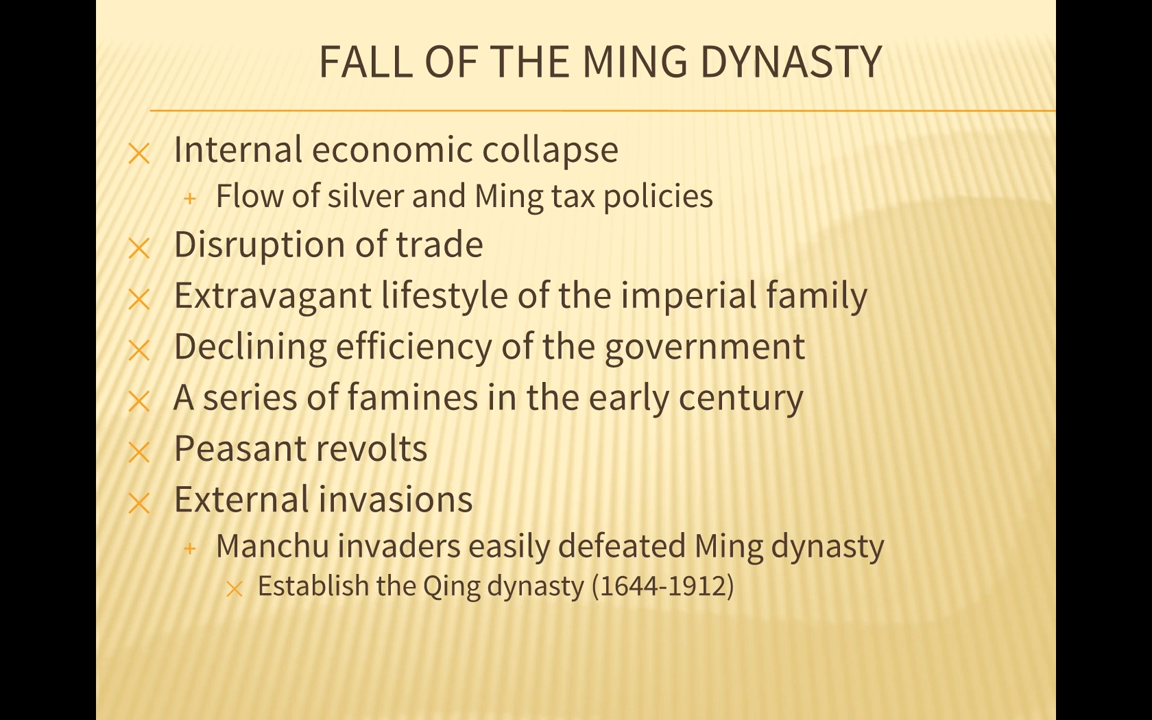 FALL OF THE MING DYNASTY
Internal economic collapse
Flow of silver and Ming tax policies
Disruption of trade
Extravagant lifestyle of the imperial family
Declining efficiency of the government
A series of famines in the early century
Peasant revolts
External invasions
Manchu invaders easily defeated Ming dynasty
Establish the Qing dynasty (1644-1912)